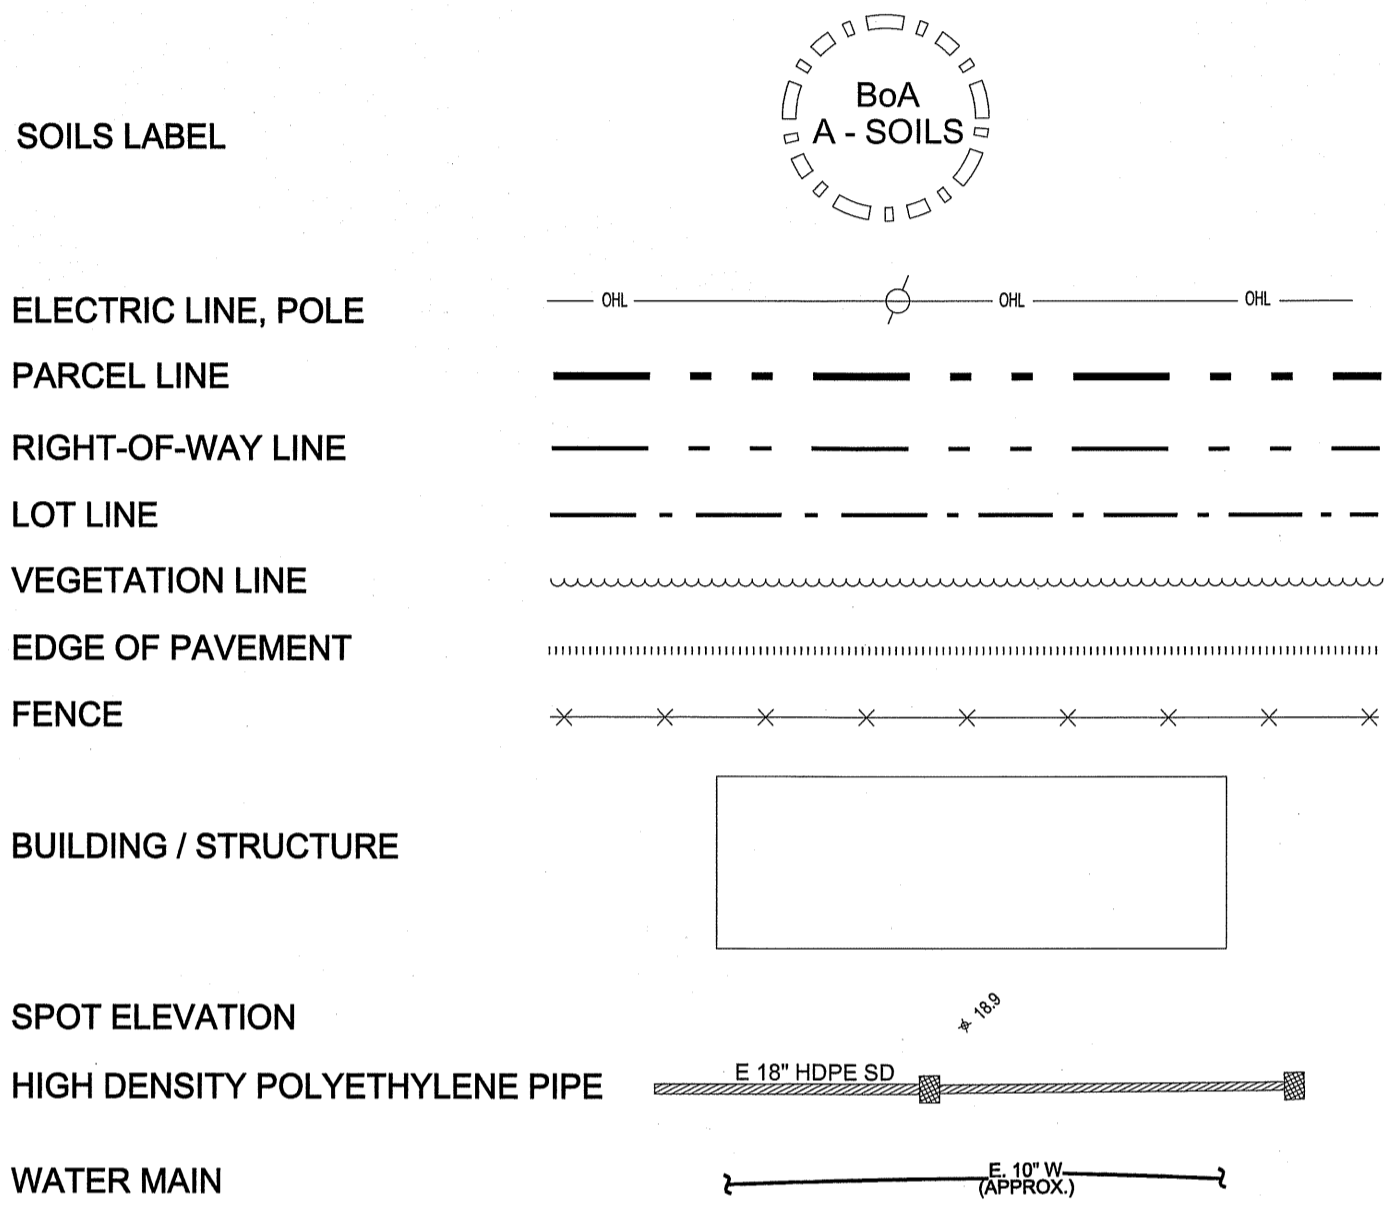 BoA
SOILS LABEL
A - SOILS
ELECTRIC LINE, POLE
OHL OHL OHL
PARCEL LINE
RIGHT-OF-WAY LINE
LOT LINE
VEGETATION LINE
EDGE OF PAVEMENT
FENCE
BUILDING / STRUCTURE
SPOT ELEVATION
18.9
HIGH DENSITY POLYETHYLENE PIPE
E 18" HDPE SD
WATER MAIN
E. 10" W
(APPROX.)